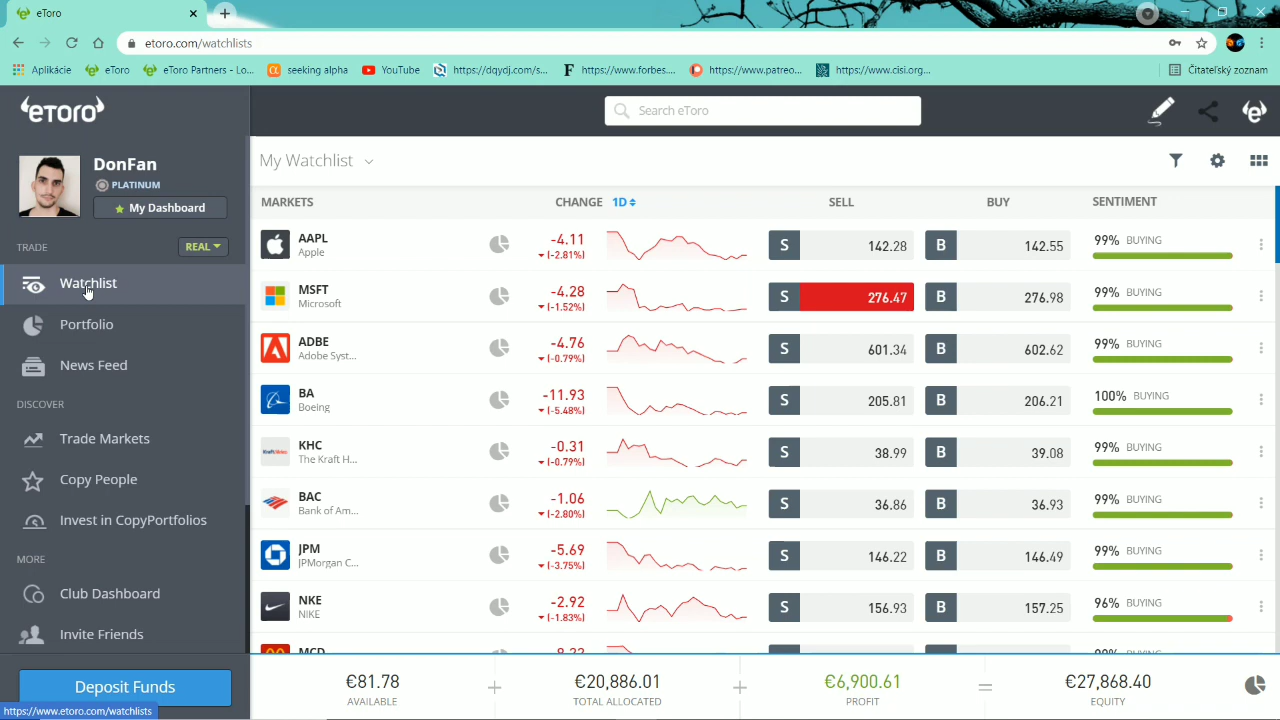 eToro
etoro.com/watchlists
Aplikácie eToro eToro Partners - Lo... seeking alpha YouTube https://dqydj.com/s... https://www.forbes.... https://www.patreo... https://www.cisi.org... Čitateľský zoznam
eToro
Search eToro
DonFan
PLATINUM
My Dashboard
TRADE REAL
Watchlist
Portfolio
News Feed
DISCOVER
Trade Markets
Copy People
Invest in CopyPortfolios
MORE
Club Dashboard
Invite Friends
Deposit Funds
https://www.etoro.com/watchlists
My Watchlist
MARKETS CHANGE 1D SELL BUY SENTIMENT
AAPL
Apple
-4.11
(-2.81%)
S 142.28 B 142.55
99% BUYING
MSFT
Microsoft
-4.28
(-1.52%)
S 276.47 B 276.98
99% BUYING
ADBE
Adobe Syst...
-4.76
(-0.79%)
S 601.34 B 602.62
99% BUYING
BA
Boeing
-11.93
(-5.48%)
S 205.81 B 206.21
100% BUYING
Kraft Heinz
KHC
The Kraft H...
-0.31
(-0.79%)
S 38.99 B 39.08
99% BUYING
BAC
Bank of Am...
-1.06
(-2.80%)
S 36.86 B 36.93
99% BUYING
JPM
JPMorgan C...
-5.69
(-3.75%)
S 146.22 B 146.49
99% BUYING
NKE
NIKE
-2.92
(-1.83%)
S 156.93 B 157.25
96% BUYING
MCD
€81.78 + €20,886.01 + €6,900.61 = €27,868.40
AVAILABLE TOTAL ALLOCATED PROFIT EQUITY